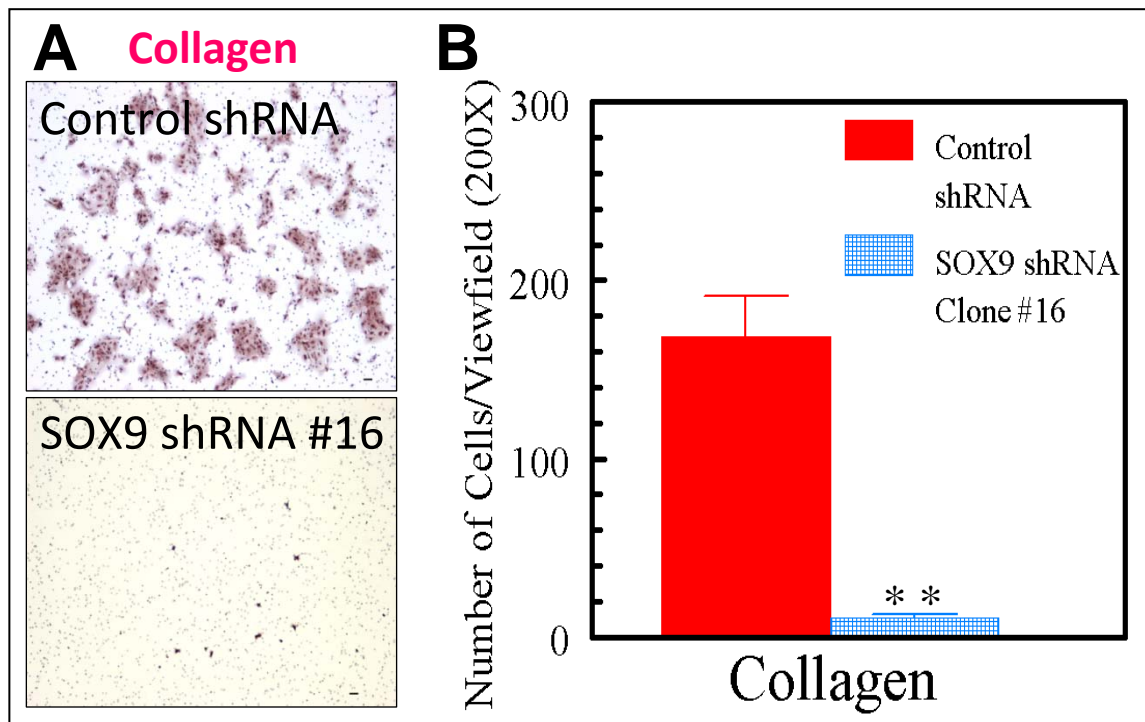 A
Collagen
Control shRNA
SOX9 shRNA #16
B
Number of Cells/Viewfield (200X)
300
200
100
0
Control
shRNA
SOX9 shRNA
Clone #16
* *
Collagen